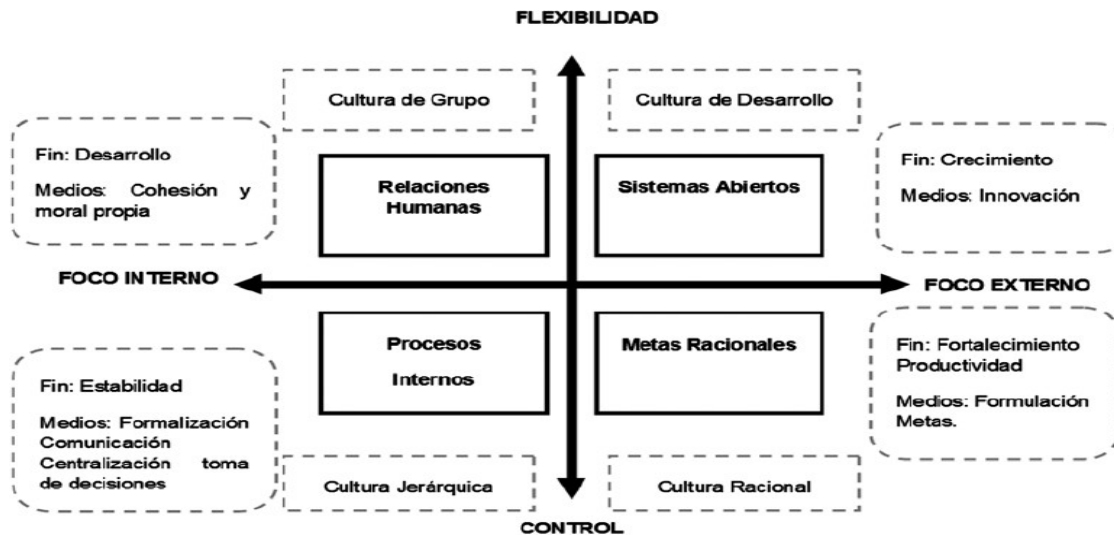 FLEXIBILIDAD
Cultura de Grupo
Cultura de Desarrollo
Fin: Desarrollo
Medios: Cohesión y
moral propia
Relaciones
Humanas
Sistemas Abiertos
Fin: Crecimiento
Medios: Innovación
FOCO INTERNO
FOCO EXTERNO
Fin: Estabilidad
Medios: Formalización
Comunicación
Centralización toma
de decisiones
Procesos
Internos
Metas Racionales
Fin: Fortalecimiento
Productividad
Medios: Formulación
Metas.
Cultura Jerárquica
Cultura Racional
CONTROL